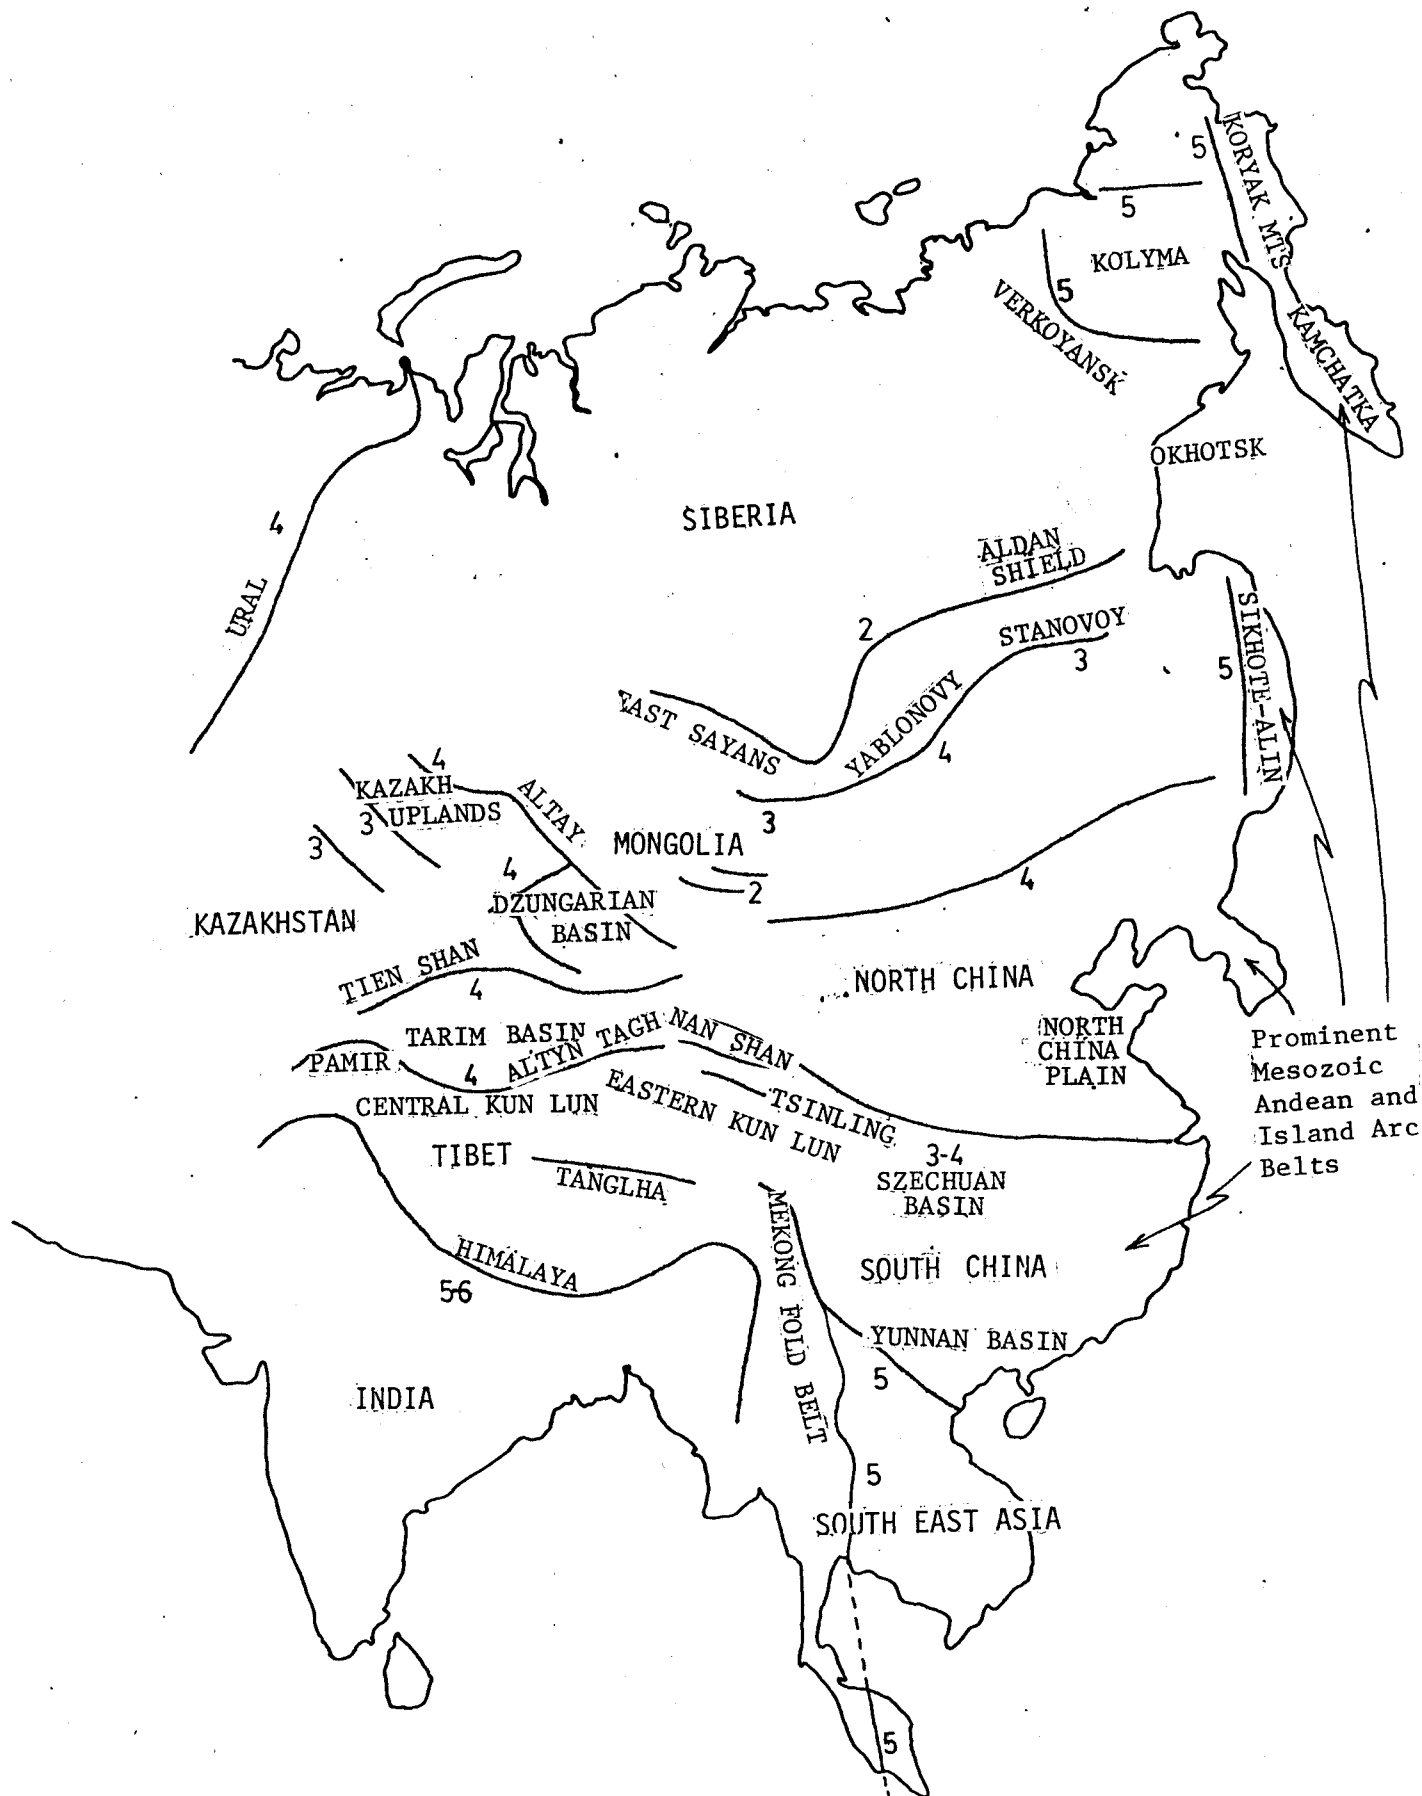 KORYAK MTS
5
5
KOLYMA
5
VERKOYANSK
KAMCHATKA
OKHOTSK
SIBERIA
4
URAL
ALDAN
SHIELD
2
STANOVOY
3
SIKHOTE-ALIN
5
EAST SAYANS
YABLONOVY
4
4
KAZAKH
UPLANDS
3
3
ALTAY
3
MONGOLIA
4
2
4
DZUNGARIAN
BASIN
KAZAKHSTAN
TIEN SHAN
4
NORTH CHINA
TARIM BASIN
PAMIR
4
ALTYN TAGH
NAN SHAN
NORTH
CHINA
PLAIN
Prominent
Mesozoic
Andean and
Island Arc
Belts
CENTRAL KUN LUN
EASTERN KUN LUN
TSINLING
3-4
TIBET
TANGLHA
SZECHUAN
BASIN
MEKONG FOLD BELT
HIMALAYA
5-6
SOUTH CHINA
YUNNAN BASIN
5
INDIA
5
SOUTH EAST ASIA
5